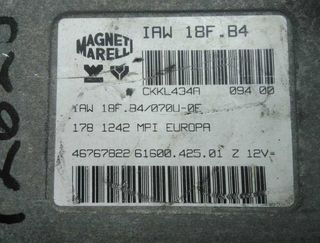 MAGNETI
MARELLI
IAW 18F.B4
CKKL434A 094 00
IAW 18F.B4/070U-0E
178 1242 MPI EUROPA
46767822 61600.425.01 Z 12V=